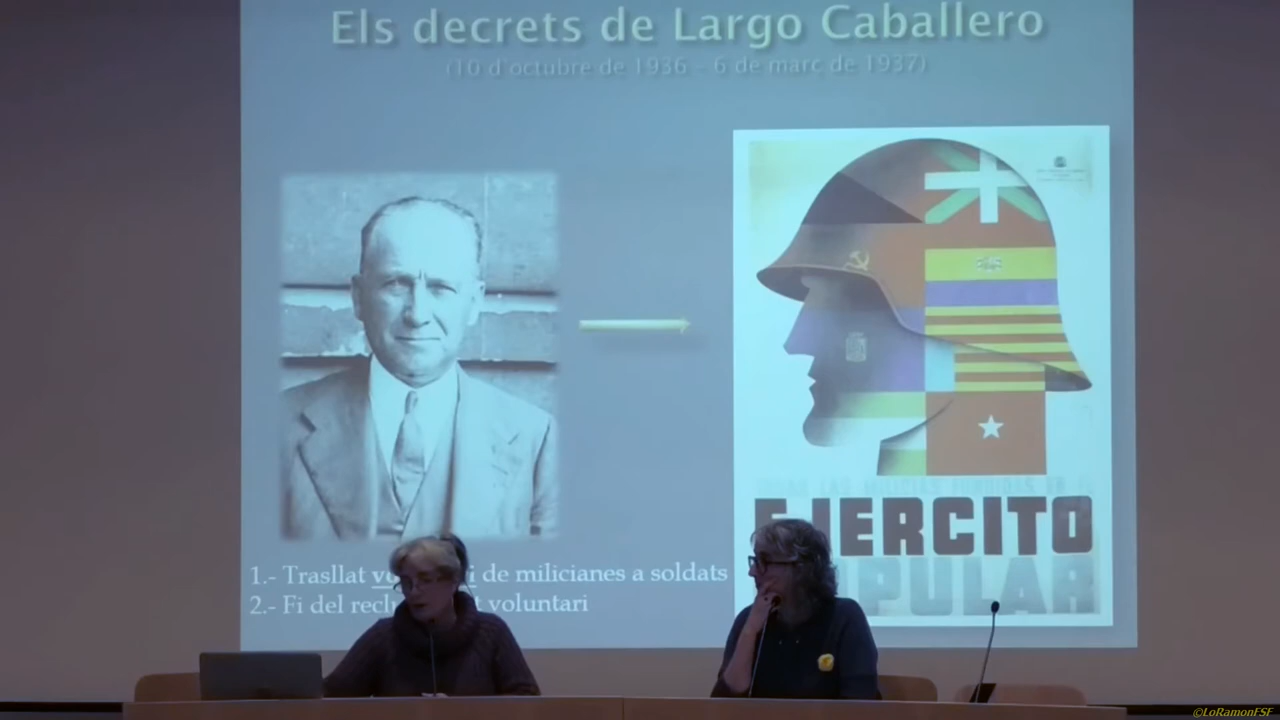 Els decrets de Largo Caballero
(10 d'octubre de 1936 – 6 de març de 1937)
1.- Trasllat de milicianes a soldats
2.- Fi del voluntari
EJERCITO
©LoRamonFSF